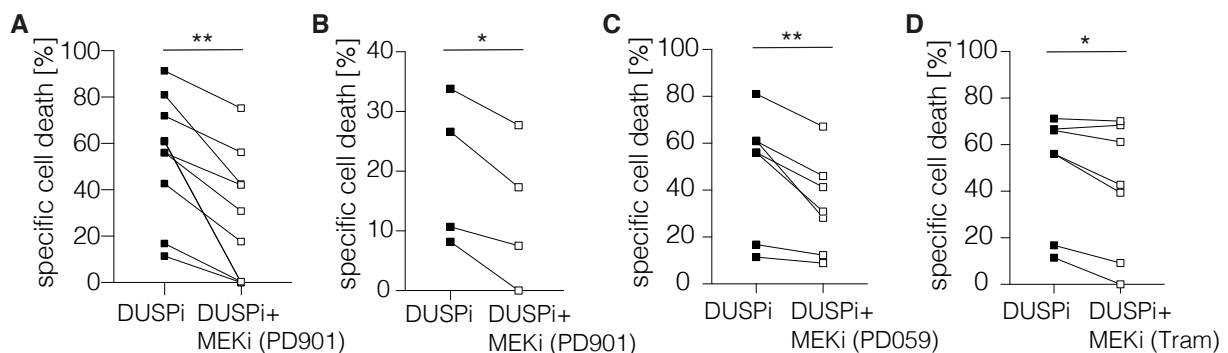 A
**
specific cell death [%]
100
80
60
40
20
0
DUSPi DUSPi+
MEKi (PD901)
B
*
specific cell death [%]
40
30
20
10
0
DUSPi DUSPi+
MEKi (PD901)
C
**
specific cell death [%]
100
80
60
40
20
0
DUSPi DUSPi+
MEKi (PD059)
D
*
specific cell death [%]
100
80
60
40
20
0
DUSPi DUSPi+
MEKi (Tram)